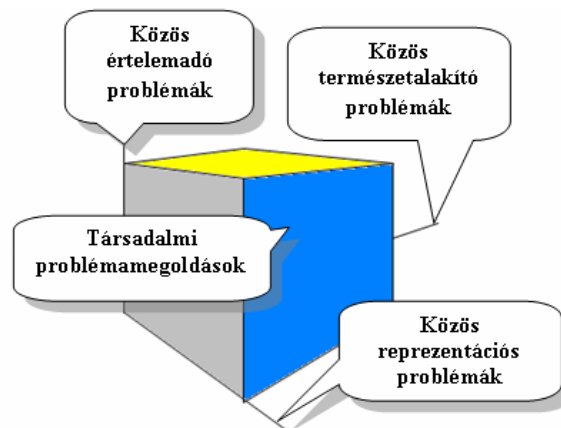 Közös
értelemadó
problémák
Közös
természetalakító
problémák
Társadalmi
problémamegoldások
Közös
reprezentációs
problémák